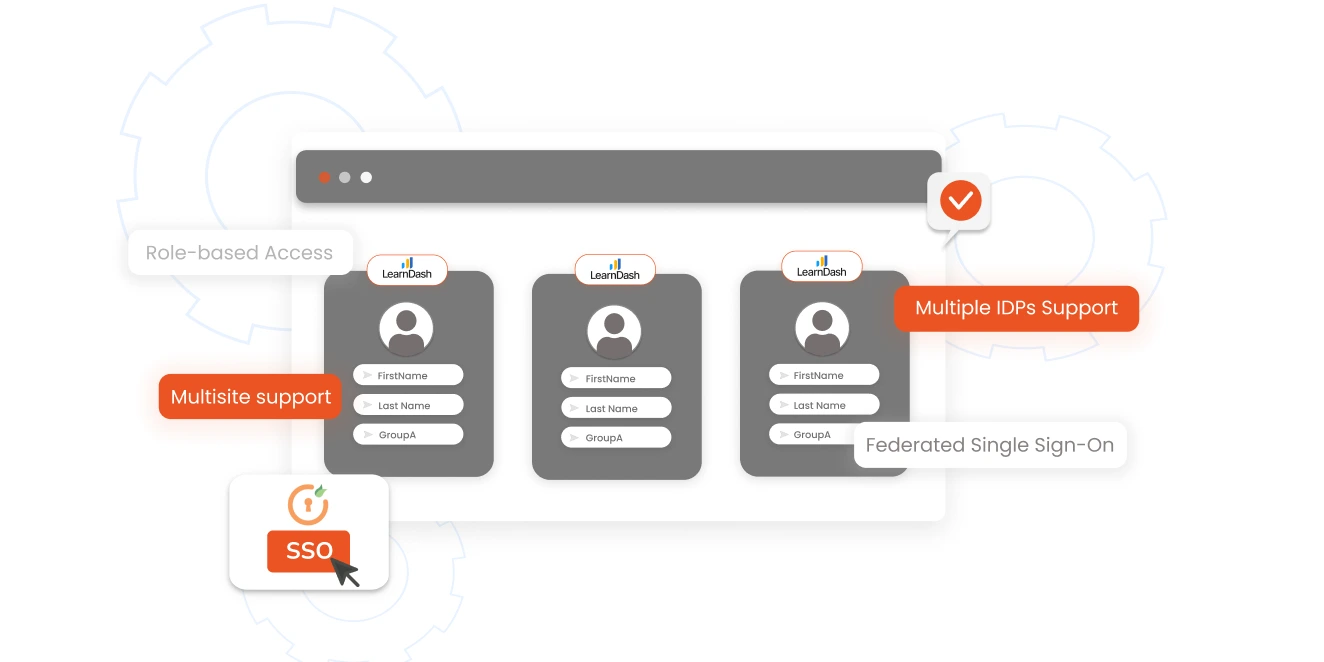 Role-based Access
LearnDash
LearnDash
LearnDash
Multiple IDPs Support
FirstName
FirstName
FirstName
Multisite support
Last Name
Last Name
Last Name
GroupA
GroupA
GroupA
Federated Single Sign-On
SSO